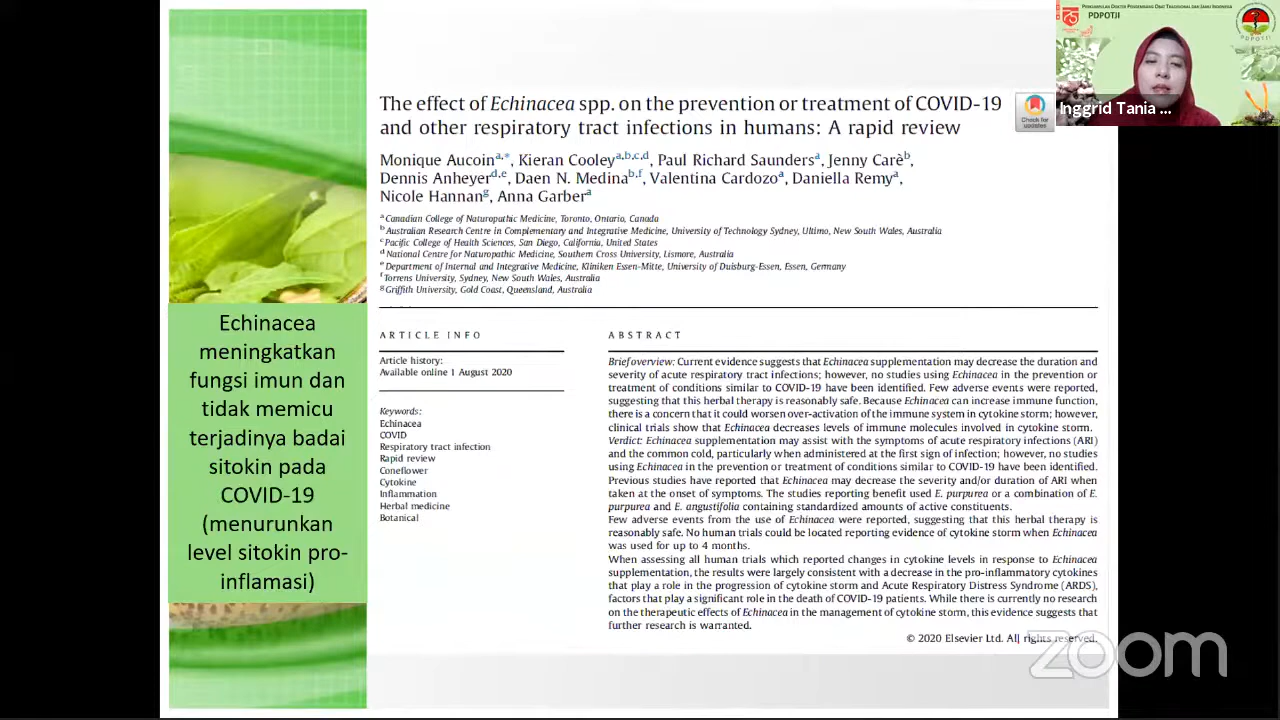 PERKUMPULAN DOKTER PENGEMBANG OBAT TRADISIONAL DAN JAMU INDONESIA
PDPOTJI
75
PDPOTJI
Inggrid Tania ...
The effect of Echinacea spp. on the prevention or treatment of COVID-19
and other respiratory tract infections in humans: A rapid review
Check for
updates
Monique Aucoin a,*, Kieran Cooley a,b,c,d, Paul Richard Saunders a, Jenny Carè b,
Dennis Anheyer d,e, Daen N. Medina b,f, Valentina Cardozo a, Daniella Remy a,
Nicole Hannan g, Anna Garber a
a Canadian College of Naturopathic Medicine, Toronto, Ontario, Canada
b Australian Research Centre in Complementary and Integrative Medicine, University of Technology Sydney, Ultimo, New South Wales, Australia
c Pacific College of Health Sciences, San Diego, California, United States
d National Centre for Naturopathic Medicine, Southern Cross University, Lismore, Australia
e Department of Internal and Integrative Medicine, Kliniken Essen-Mitte, University of Duisburg-Essen, Essen, Germany
f Torrens University, Sydney, New South Wales, Australia
g Griffith University, Gold Coast, Queensland, Australia
Echinacea
meningkatkan
fungsi imun dan
tidak memicu
terjadinya badai
sitokin pada
COVID-19
(menurunkan
level sitokin pro-
inflamasi)
ARTICLE INFO
Article history:
Available online 1 August 2020
Keywords:
Echinacea
COVID
Respiratory tract infection
Rapid review
Coneflower
Cytokine
Inflammation
Herbal medicine
Botanical
ABSTRACT
Brief overview: Current evidence suggests that Echinacea supplementation may decrease the duration and
severity of acute respiratory tract infections; however, no studies using Echinacea in the prevention or
treatment of conditions similar to COVID-19 have been identified. Few adverse events were reported,
suggesting that this herbal therapy is reasonably safe. Because Echinacea can increase immune function,
there is a concern that it could worsen over-activation of the immune system in cytokine storm; however,
clinical trials show that Echinacea decreases levels of immune molecules involved in cytokine storm.
Verdict: Echinacea supplementation may assist with the symptoms of acute respiratory infections (ARI)
and the common cold, particularly when administered at the first sign of infection; however, no studies
using Echinacea in the prevention or treatment of conditions similar to COVID-19 have been identified.
Previous studies have reported that Echinacea may decrease the severity and/or duration of ARI when
taken at the onset of symptoms. The studies reporting benefit used E. purpurea or a combination of E.
purpurea and E. angustifolia containing standardized amounts of active constituents.
Few adverse events from the use of Echinacea were reported, suggesting that this herbal therapy is
reasonably safe. No human trials could be located reporting evidence of cytokine storm when Echinacea
was used for up to 4 months.
When assessing all human trials which reported changes in cytokine levels in response to Echinacea
supplementation, the results were largely consistent with a decrease in the pro-inflammatory cytokines
that play a role in the progression of cytokine storm and Acute Respiratory Distress Syndrome (ARDS),
factors that play a significant role in the death of COVID-19 patients. While there is currently no research
on the therapeutic effects of Echinacea in the management of cytokine storm, this evidence suggests that
further research is warranted.
© 2020 Elsevier Ltd. All rights reserved.
zoom